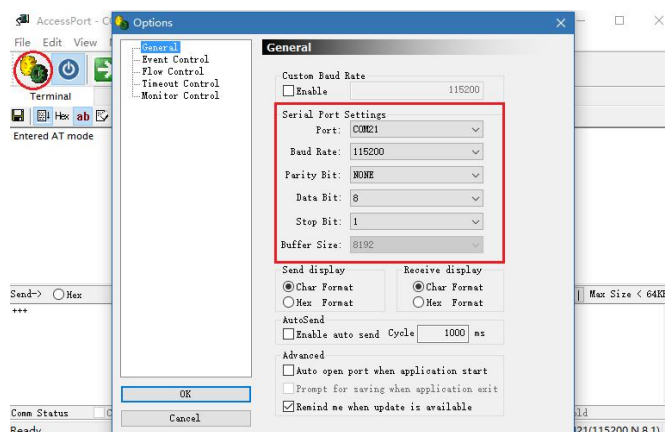 AccessPort - C
Options
File Edit View
Terminal
Hex ab
Entered AT mode
General
Event Control
Flow Control
Timeout Control
Monitor Control
General
Custom Baud Rate
Enable 115200
Serial Port Settings
Port: COM21
Baud Rate: 115200
Parity Bit: NONE
Data Bit: 8
Stop Bit: 1
Buffer Size: 8192
Send display Receive display
Char Format Char Format
Hex Format Hex Format
AutoSend
Enable auto send Cycle 1000 ms
Advanced
Auto open port when application start
Prompt for saving when application exit
Remind me when update is available
OK
Cancel
Send-> Hex Max Size < 64KB
+++
Comm Status C old
Ready 121(115200,N,8,1)